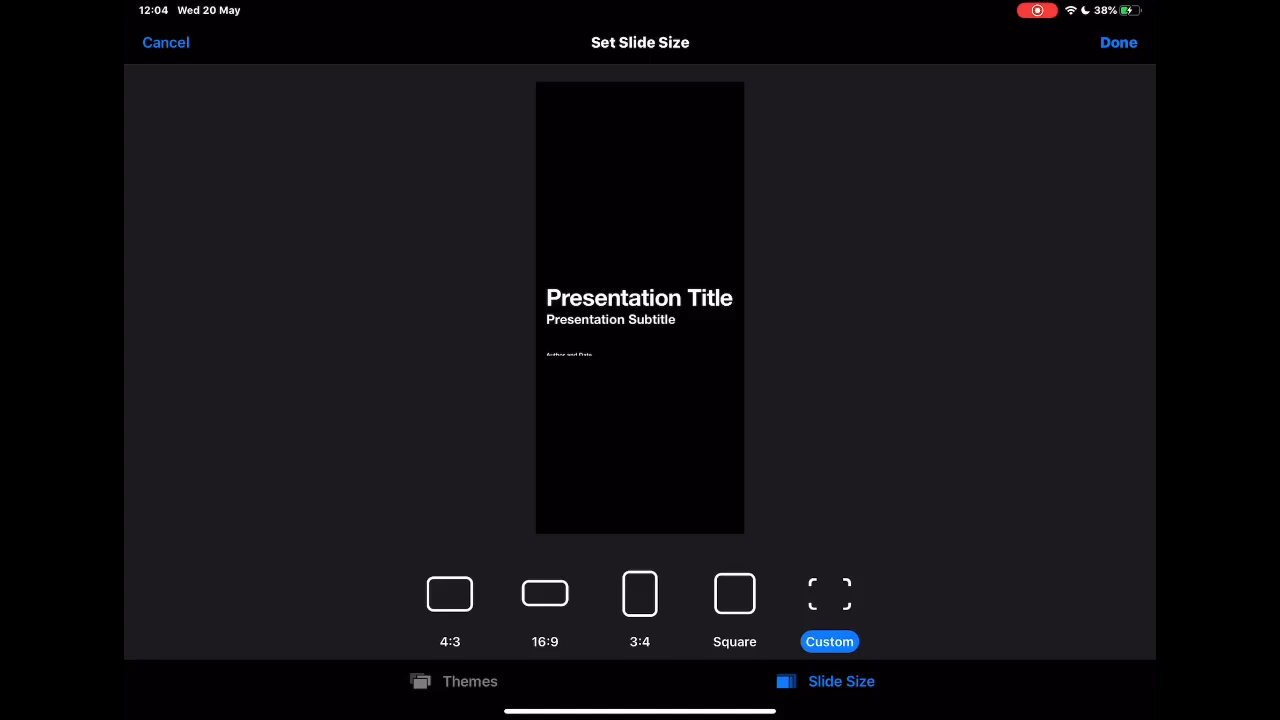 12:04 Wed 20 May 38%
Cancel Set Slide Size Done
Presentation Title
Presentation Subtitle
Author and Date
4:3 16:9 3:4 Square Custom
Themes Slide Size